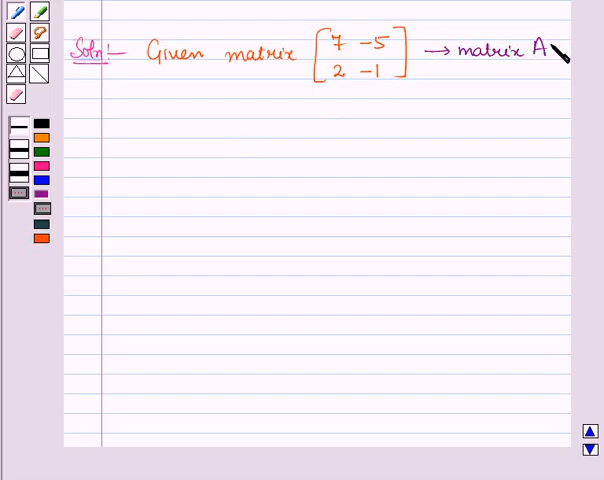 Soln:- Given matrix [7 -5 → matrix A
2 -1]